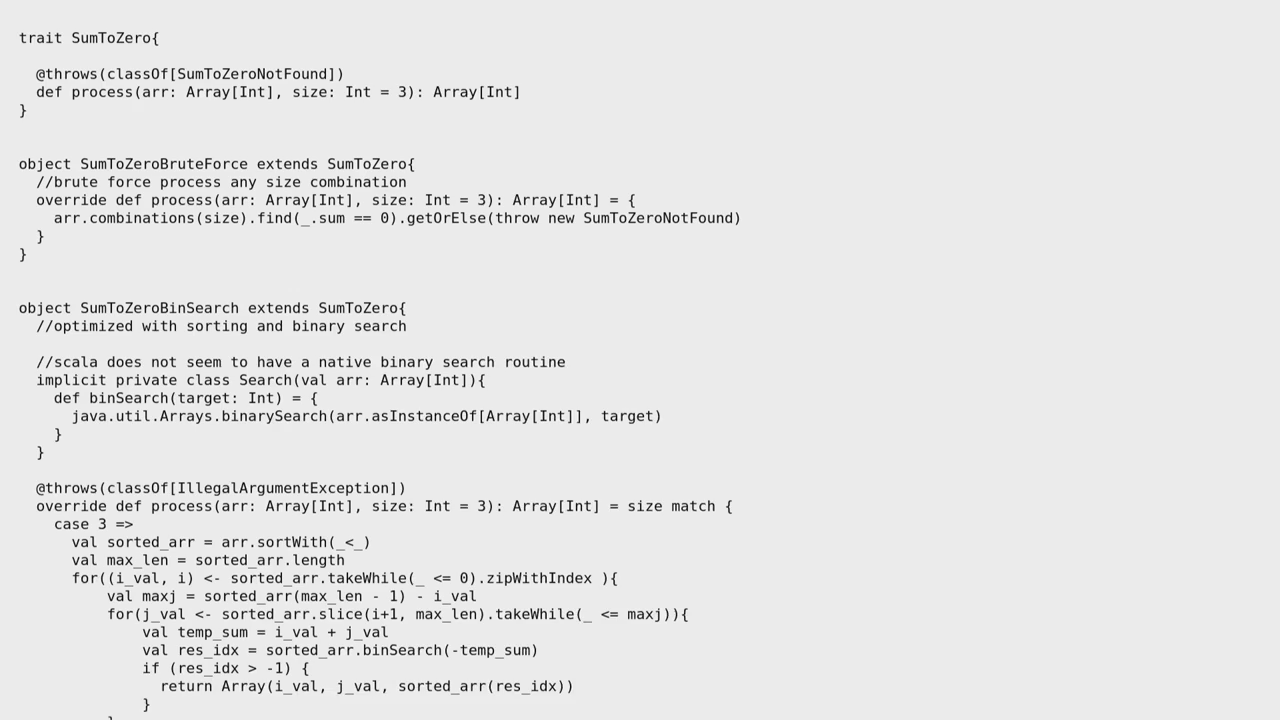 trait SumToZero{
@throws(classOf[SumToZeroNotFound])
def process(arr: Array[Int], size: Int = 3): Array[Int]
}
object SumToZeroBruteForce extends SumToZero{
//brute force process any size combination
override def process(arr: Array[Int], size: Int = 3): Array[Int] = {
arr.combinations(size).find(_.sum == 0).getOrElse(throw new SumToZeroNotFound)
}
}
object SumToZeroBinSearch extends SumToZero{
//optimized with sorting and binary search
//scala does not seem to have a native binary search routine
implicit private class Search(val arr: Array[Int]){
def binSearch(target: Int) = {
java.util.Arrays.binarySearch(arr.asInstanceOf[Array[Int]], target)
}
}
@throws(classOf[IllegalArgumentException])
override def process(arr: Array[Int], size: Int = 3): Array[Int] = size match {
case 3 =>
val sorted_arr = arr.sortWith(_<_)
val max_len = sorted_arr.length
for((i_val, i) <- sorted_arr.takeWhile(_ <= 0).zipWithIndex ){
val maxj = sorted_arr(max_len - 1) - i_val
for(j_val <- sorted_arr.slice(i+1, max_len).takeWhile(_ <= maxj)){
val temp_sum = i_val + j_val
val res_idx = sorted_arr.binSearch(-temp_sum)
if (res_idx > -1) {
return Array(i_val, j_val, sorted_arr(res_idx))
}